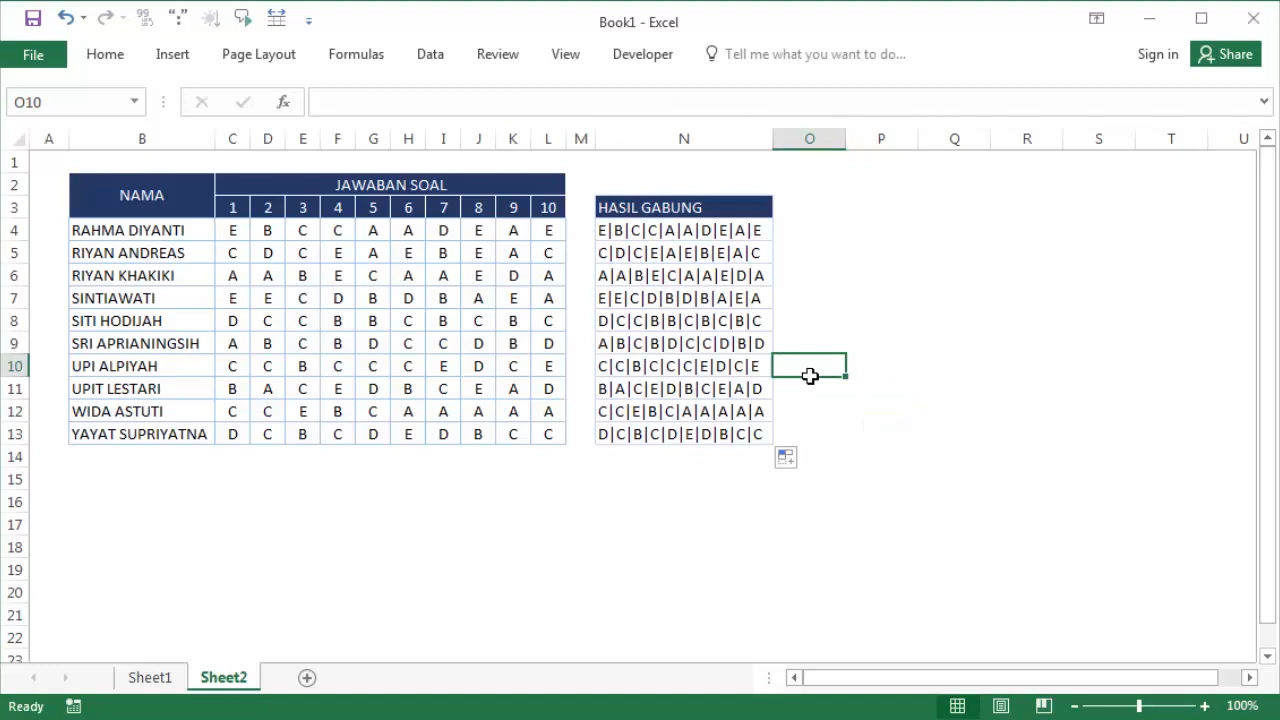 Book1 - Excel
File Home Insert Page Layout Formulas Data Review View Developer Tell me what you want to do... Sign in Share
O10 fx
A B C D E F G H I J K L M N O P Q R S T U
1
2 NAMA JAWABAN SOAL
3 1 2 3 4 5 6 7 8 9 10 HASIL GABUNG
4 RAHMA DIYANTI E B C C A A D E A E E|B|C|C|A|A|D|E|A|E
5 RIYAN ANDREAS C D C E A E B E A C C|D|C|E|A|E|B|E|A|C
6 RIYAN KHAKIKI A A B E C A A E D A A|A|B|E|C|A|A|E|D|A
7 SINTIAWATI E E C D B D B A E A E|E|C|D|B|D|B|A|E|A
8 SITI HODIJAH D C C B B C B C B C D|C|C|B|B|C|B|C|B|C
9 SRI APRIANINGSIH A B C B D C C D B D A|B|C|B|D|C|C|D|B|D
10 UPI ALPIYAH C C B C C C E D C E C|C|B|C|C|C|E|D|C|E
11 UPIT LESTARI B A C E D B C E A D B|A|C|E|D|B|C|E|A|D
12 WIDA ASTUTI C C E B C A A A A A C|C|E|B|C|A|A|A|A|A
13 YAYAT SUPRIYATNA D C B C D E D B C C D|C|B|C|D|E|D|B|C|C
14
15
16
17
18
19
20
21
22
23
Sheet1 Sheet2
Ready 100%